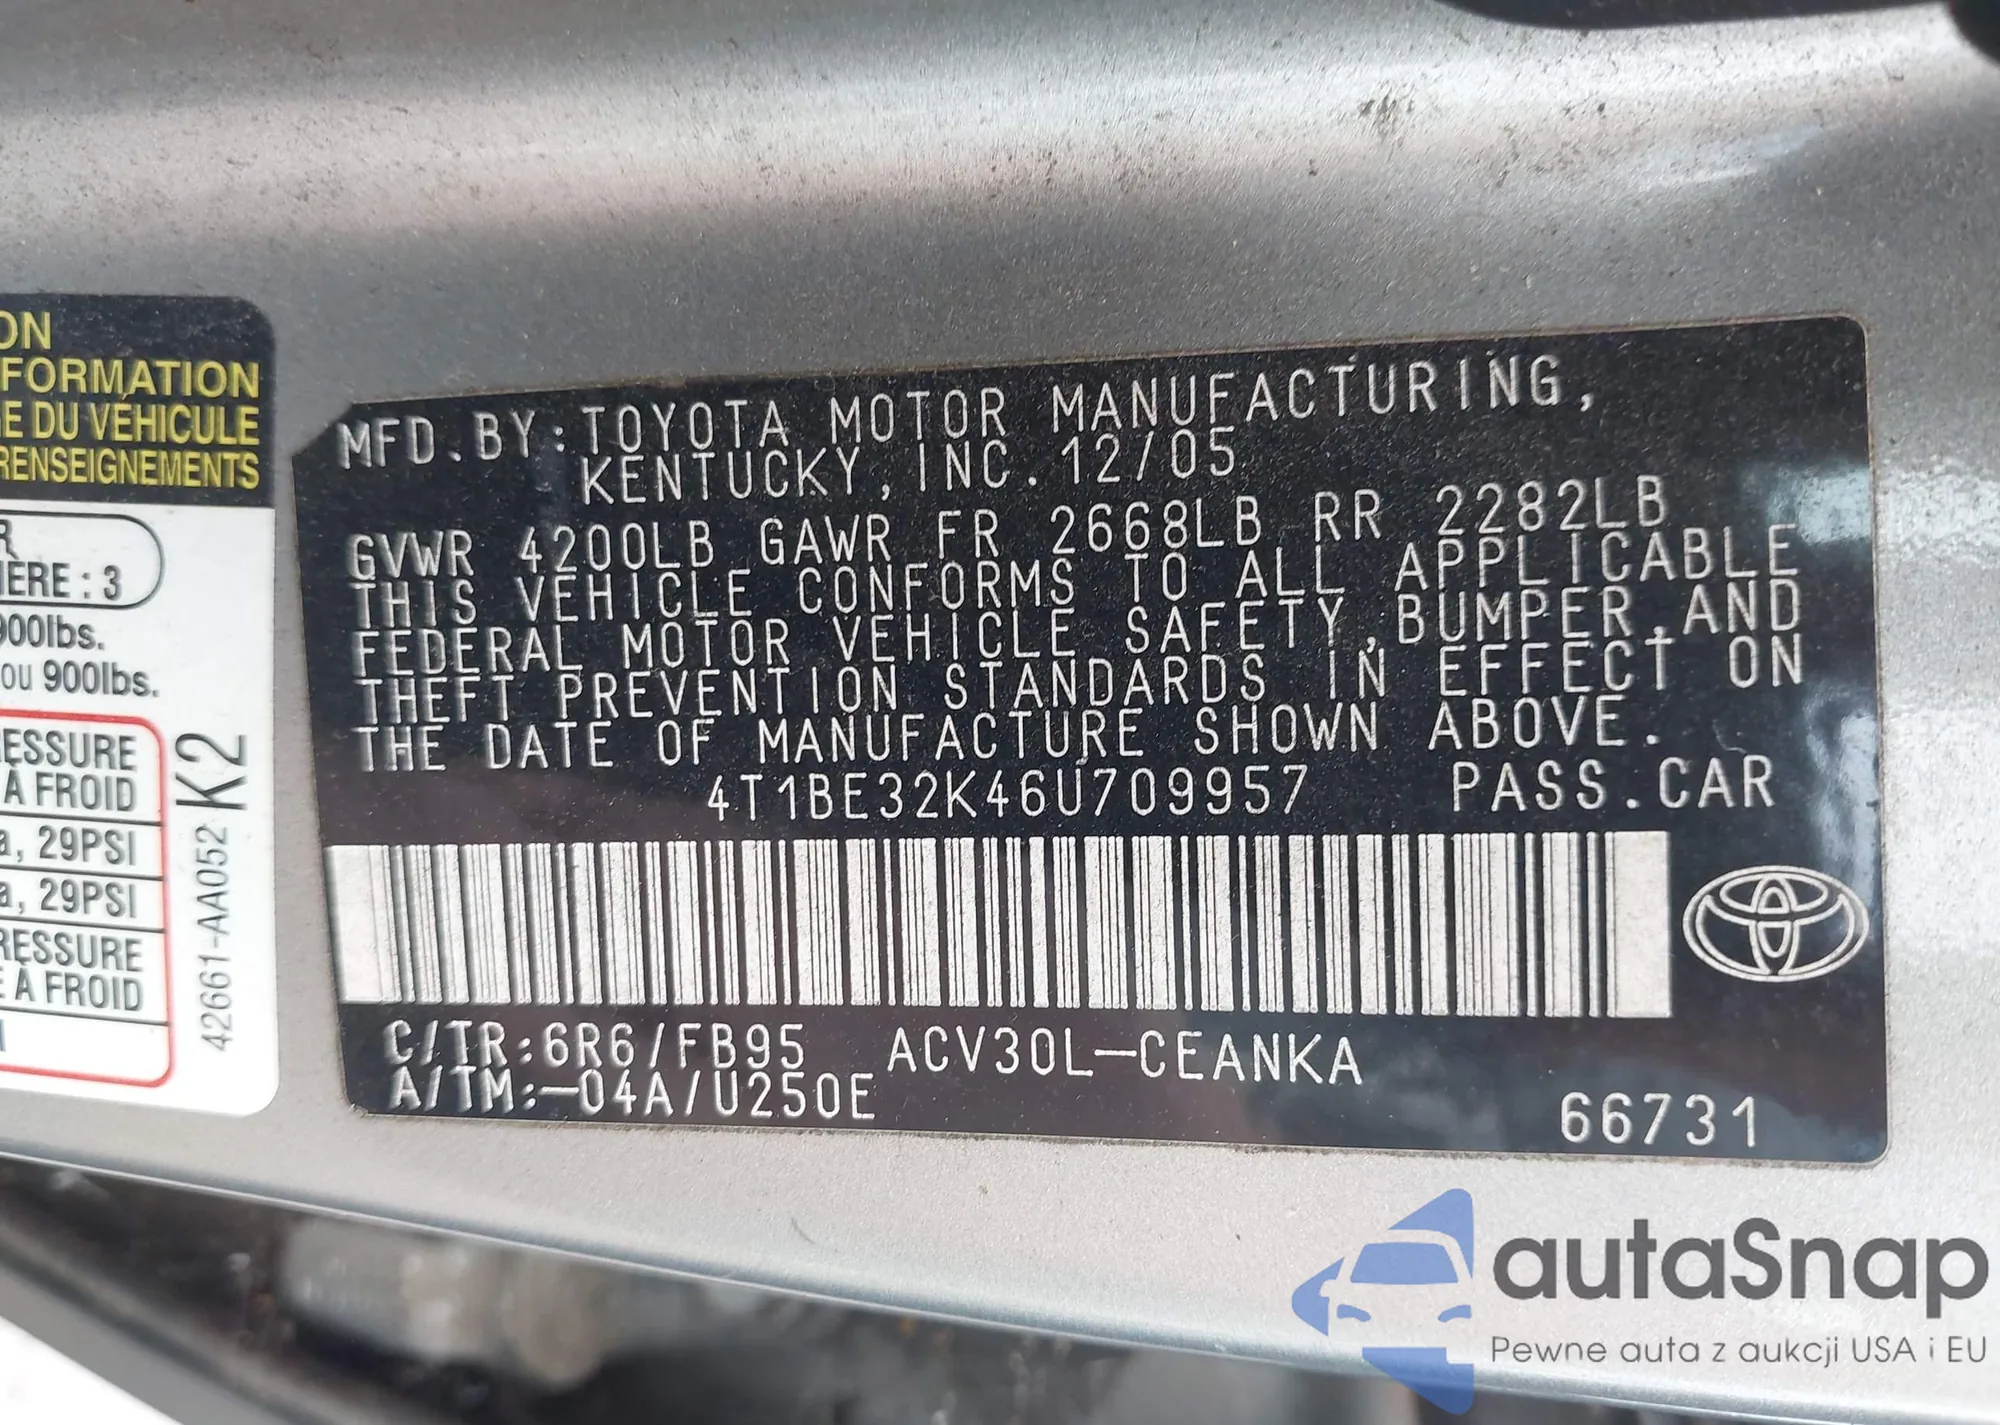 ON
FORMATION
E DU VÉHICULE
RENSEIGNEMENTS
R
IERE : 3
900lbs.
ou 900lbs.
RESSURE
À FROID
a, 29PSI
a, 29PSI
RESSURE
À FROID
42661-AA052 K2
MFD.BY:TOYOTA MOTOR MANUFACTURING,
KENTUCKY,INC.12/05
GVWR 4200LB GAWR FR 2668LB RR 2282LB
THIS VEHICLE CONFORMS TO ALL APPLICABLE
FEDERAL MOTOR VEHICLE SAFETY,BUMPER,AND
THEFT PREVENTION STANDARDS IN EFFECT ON
THE DATE OF MANUFACTURE SHOWN ABOVE.
4T1BE32K46U709957 PASS.CAR
C/TR:6R6/FB95 ACV30L-CEANKA
A/TM:-04A/U250E
66731
autaSnap
Pewne auta z aukcji USA i EU